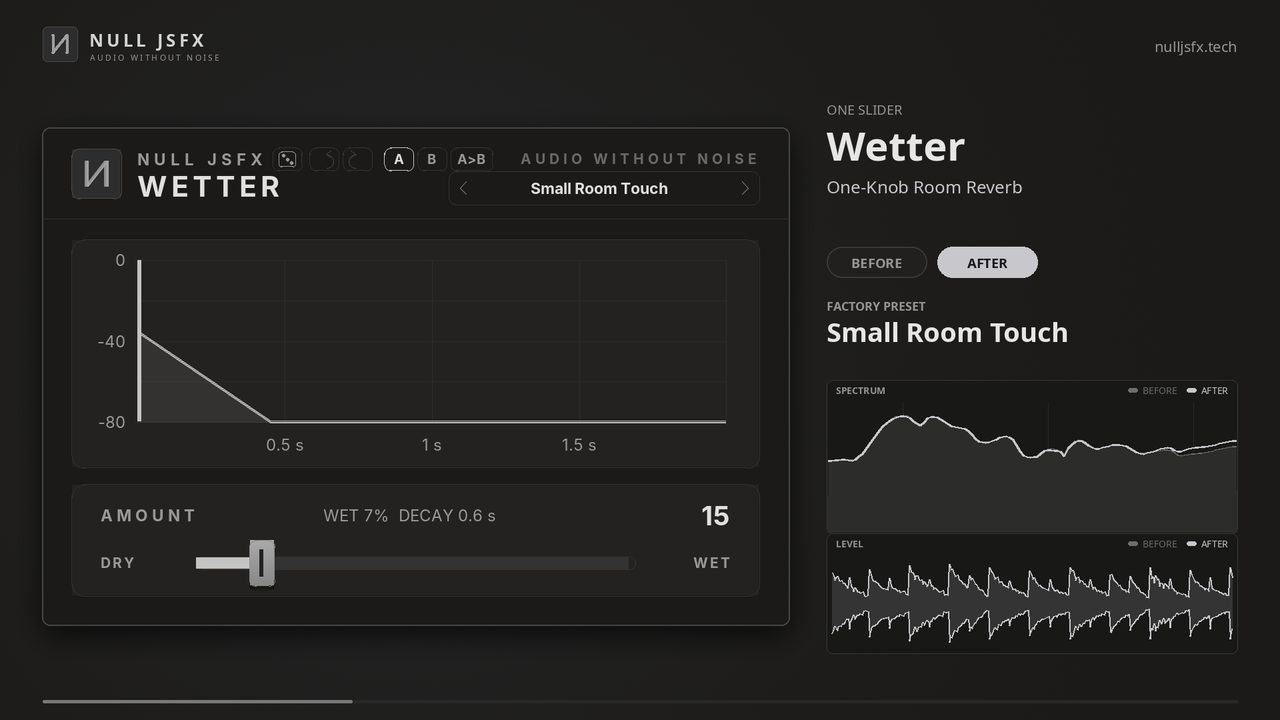 NULL JSFX
AUDIO WITHOUT NOISE
nulljsfx.tech
NULL JSFX
A
B
A>B
AUDIO WITHOUT NOISE
WETTER
Small Room Touch
0
-40
-80
0.5 s
1 s
1.5 s
AMOUNT
WET 7% DECAY 0.6 s
15
DRY
WET
ONE SLIDER
Wetter
One-Knob Room Reverb
BEFORE
AFTER
FACTORY PRESET
Small Room Touch
SPECTRUM
BEFORE
AFTER
LEVEL
BEFORE
AFTER